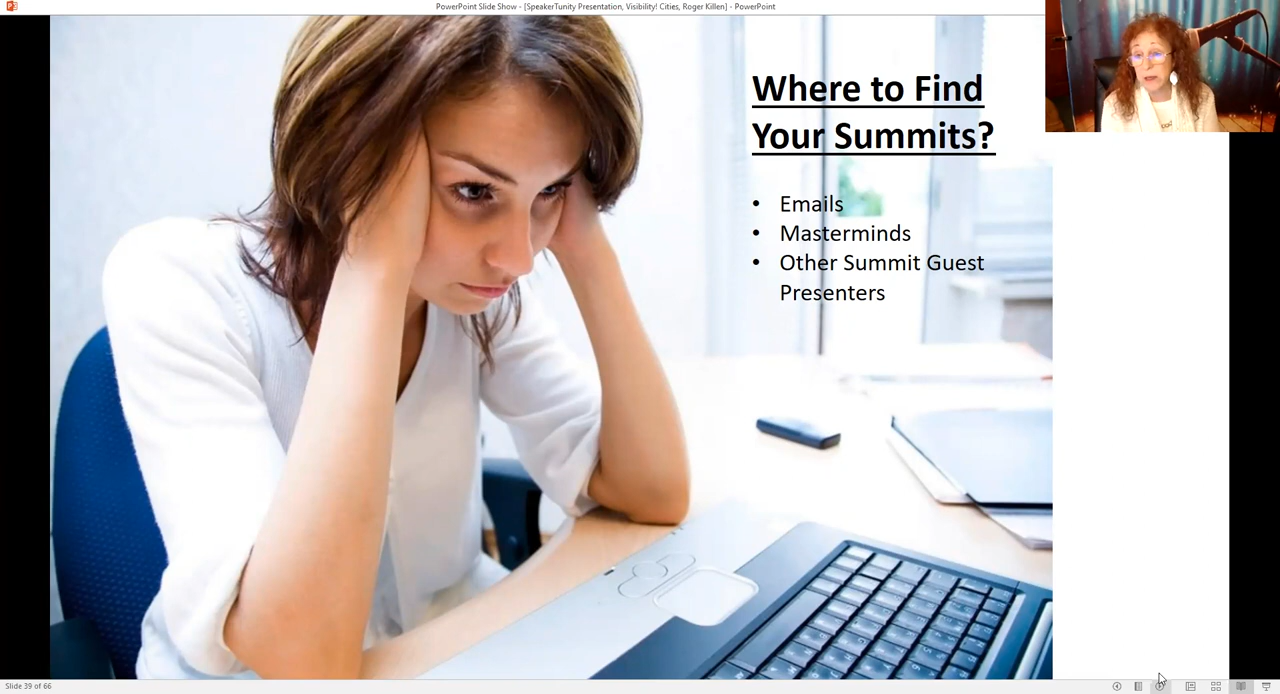 PowerPoint Slide Show - [SpeakerTunity Presentation, Visibility! Cities, Roger Killen] - PowerPoint
Where to Find
Your Summits?
• Emails
• Masterminds
• Other Summit Guest
Presenters
Slide 39 of 66